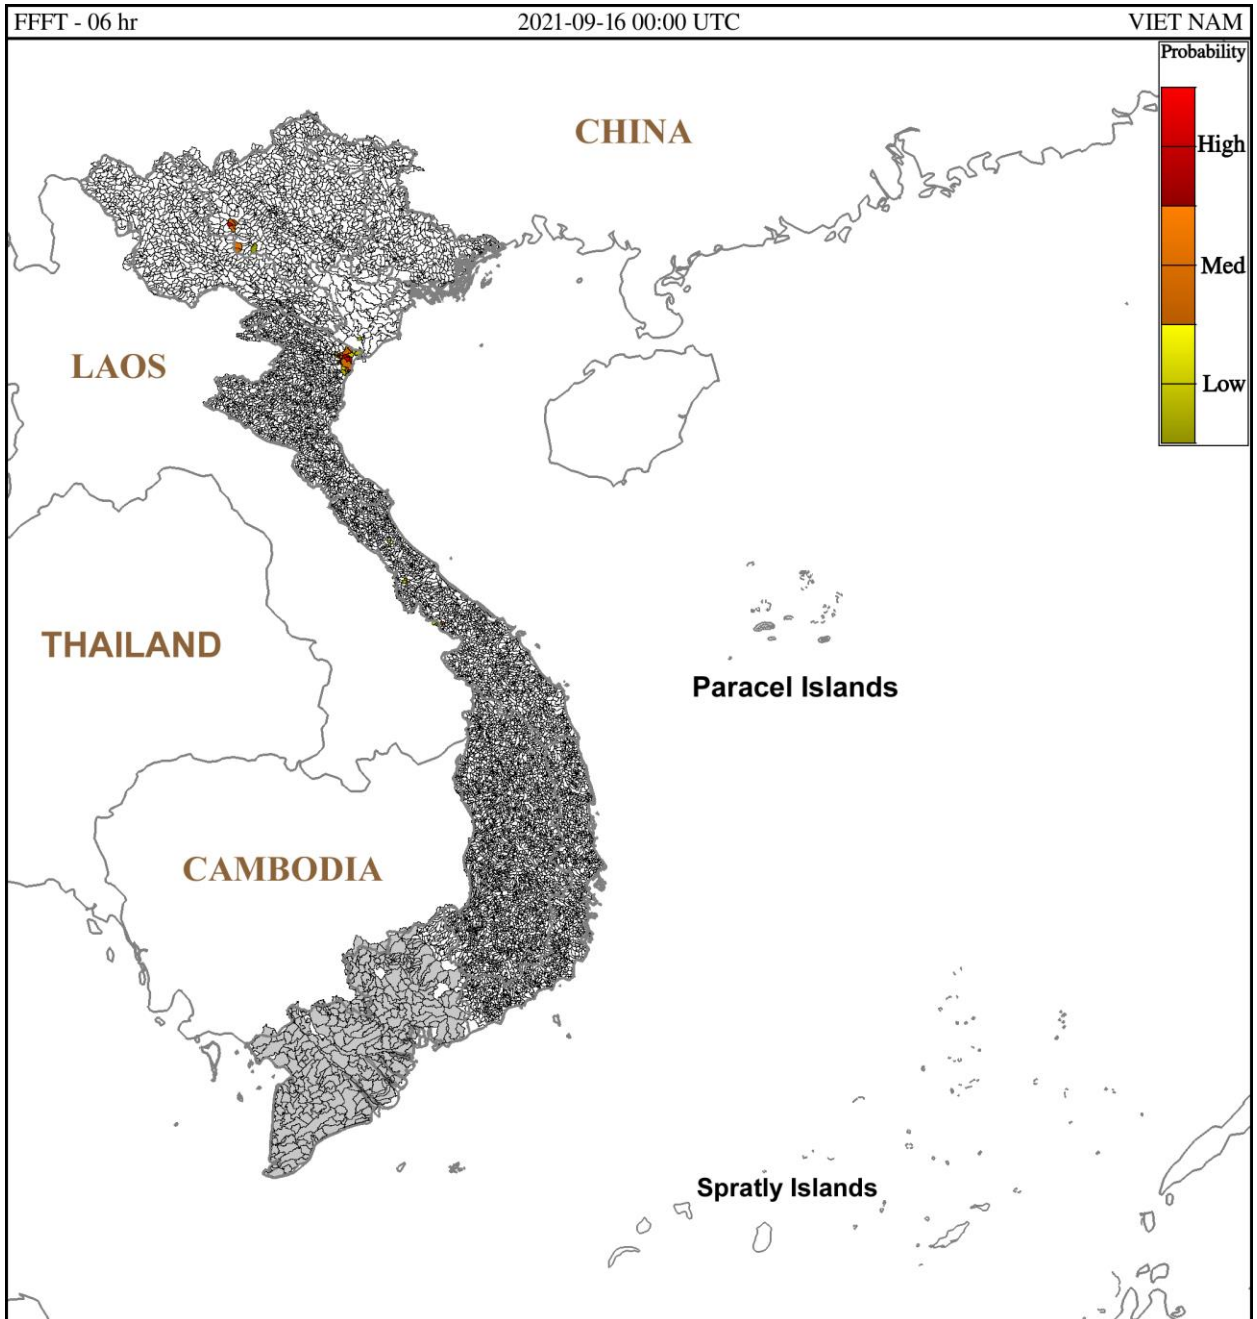 FFFT - 06 hr 2021-09-16 00:00 UTC VIET NAM
Probability
CHINA
High
Med
LAOS
Low
THAILAND
Paracel Islands
CAMBODIA
Spratly Islands